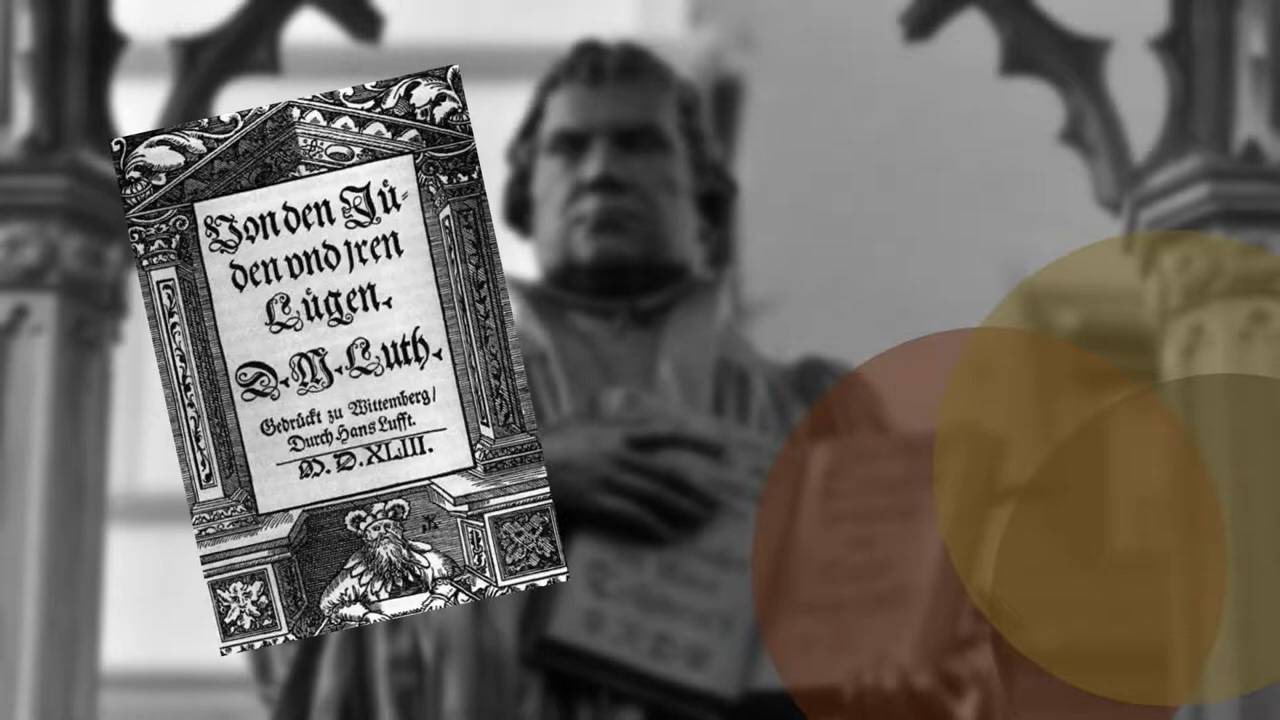 Von den Jü-
den vnd jren
Lügen.
D. M. Luth.
Gedrückt zu Wittemberg/
Durch Hans Lufft.
M. D. XLIII.